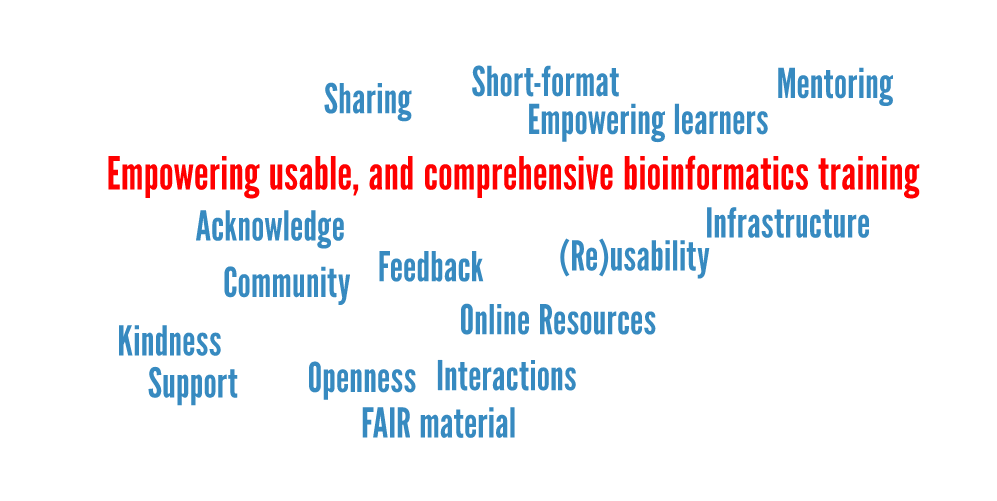 Short-format
Mentoring
Sharing
Empowering learners
Empowering usable, and comprehensive bioinformatics training
Acknowledge
Infrastructure
(Re)usability
Feedback
Community
Online Resources
Kindness
Support
Openness
Interactions
FAIR material